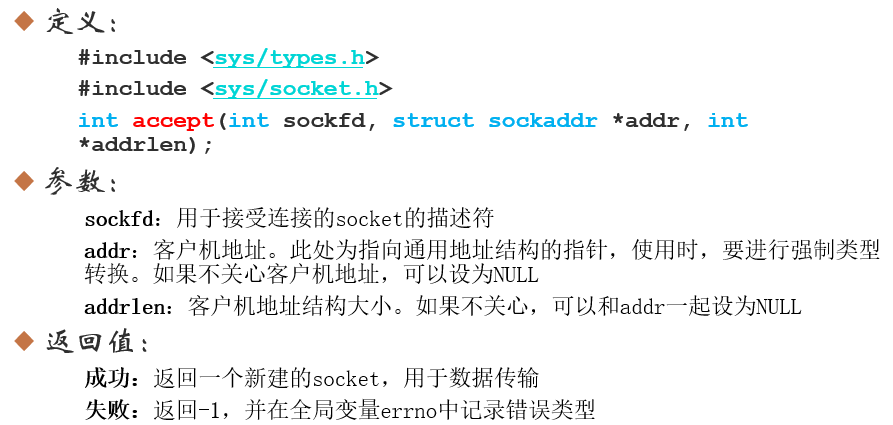 定义：
#include <sys/types.h>
#include <sys/socket.h>
int accept(int sockfd, struct sockaddr *addr, int
*addrlen);
参数：
sockfd：用于接受连接的socket的描述符
addr：客户机地址。此处为指向通用地址结构的指针，使用时，要进行强制类型
转换。如果不关心客户机地址，可以设为NULL
addrlen：客户机地址结构大小。如果不关心，可以和addr一起设为NULL
返回值：
成功：返回一个新建的socket，用于数据传输
失败：返回-1，并在全局变量errno中记录错误类型